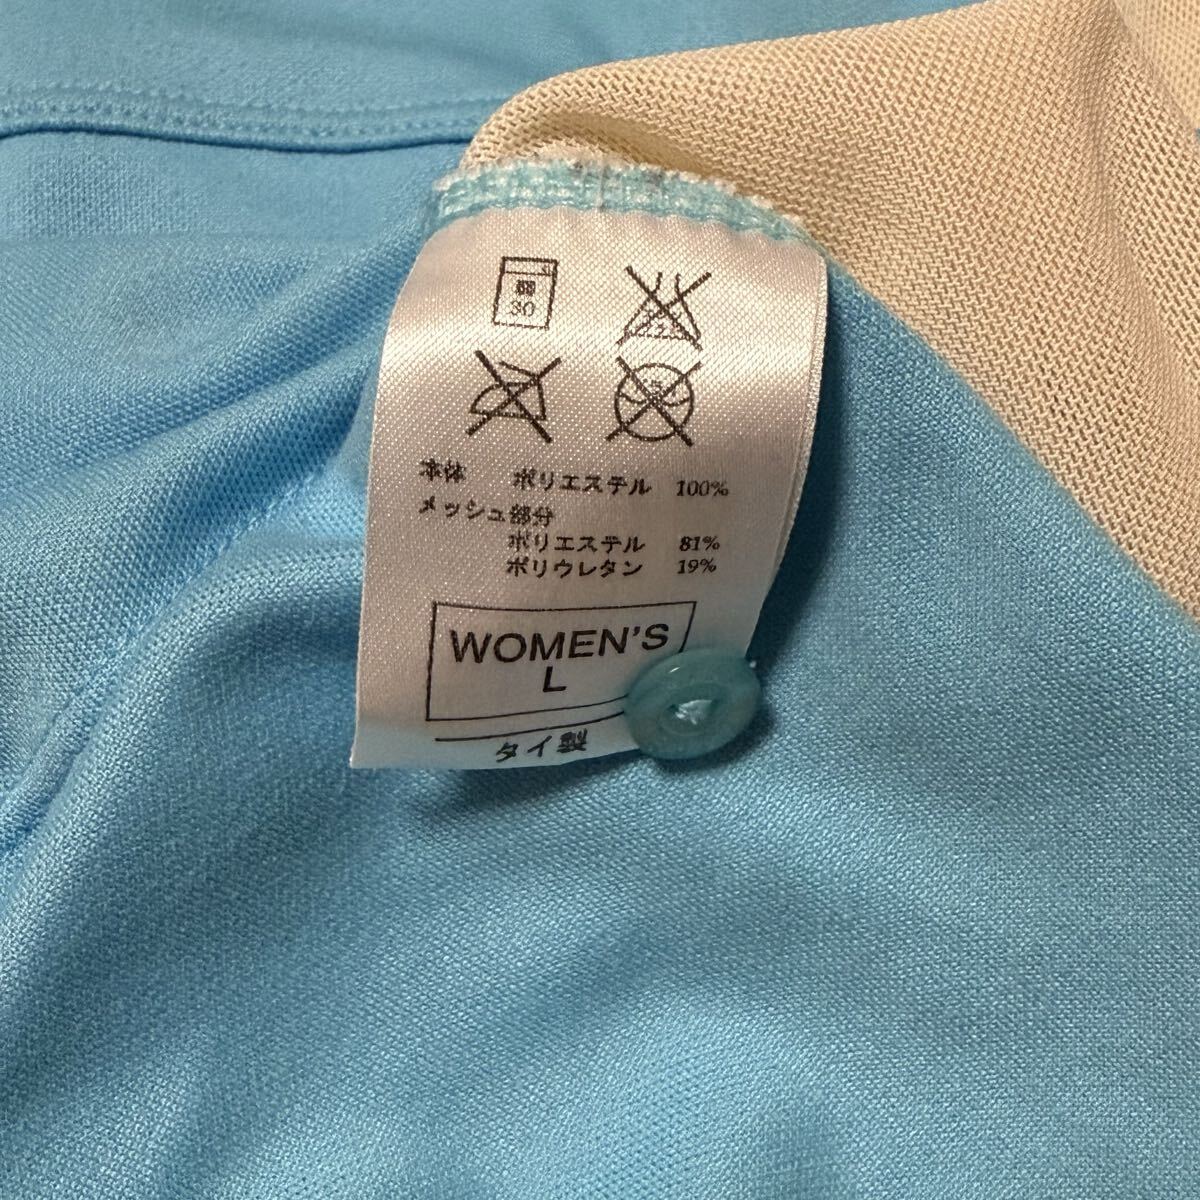 30
本体 ポリエステル 100%
メッシュ部分
ポリエステル 81%
ポリウレタン 19%
WOMEN'S
L
タイ製